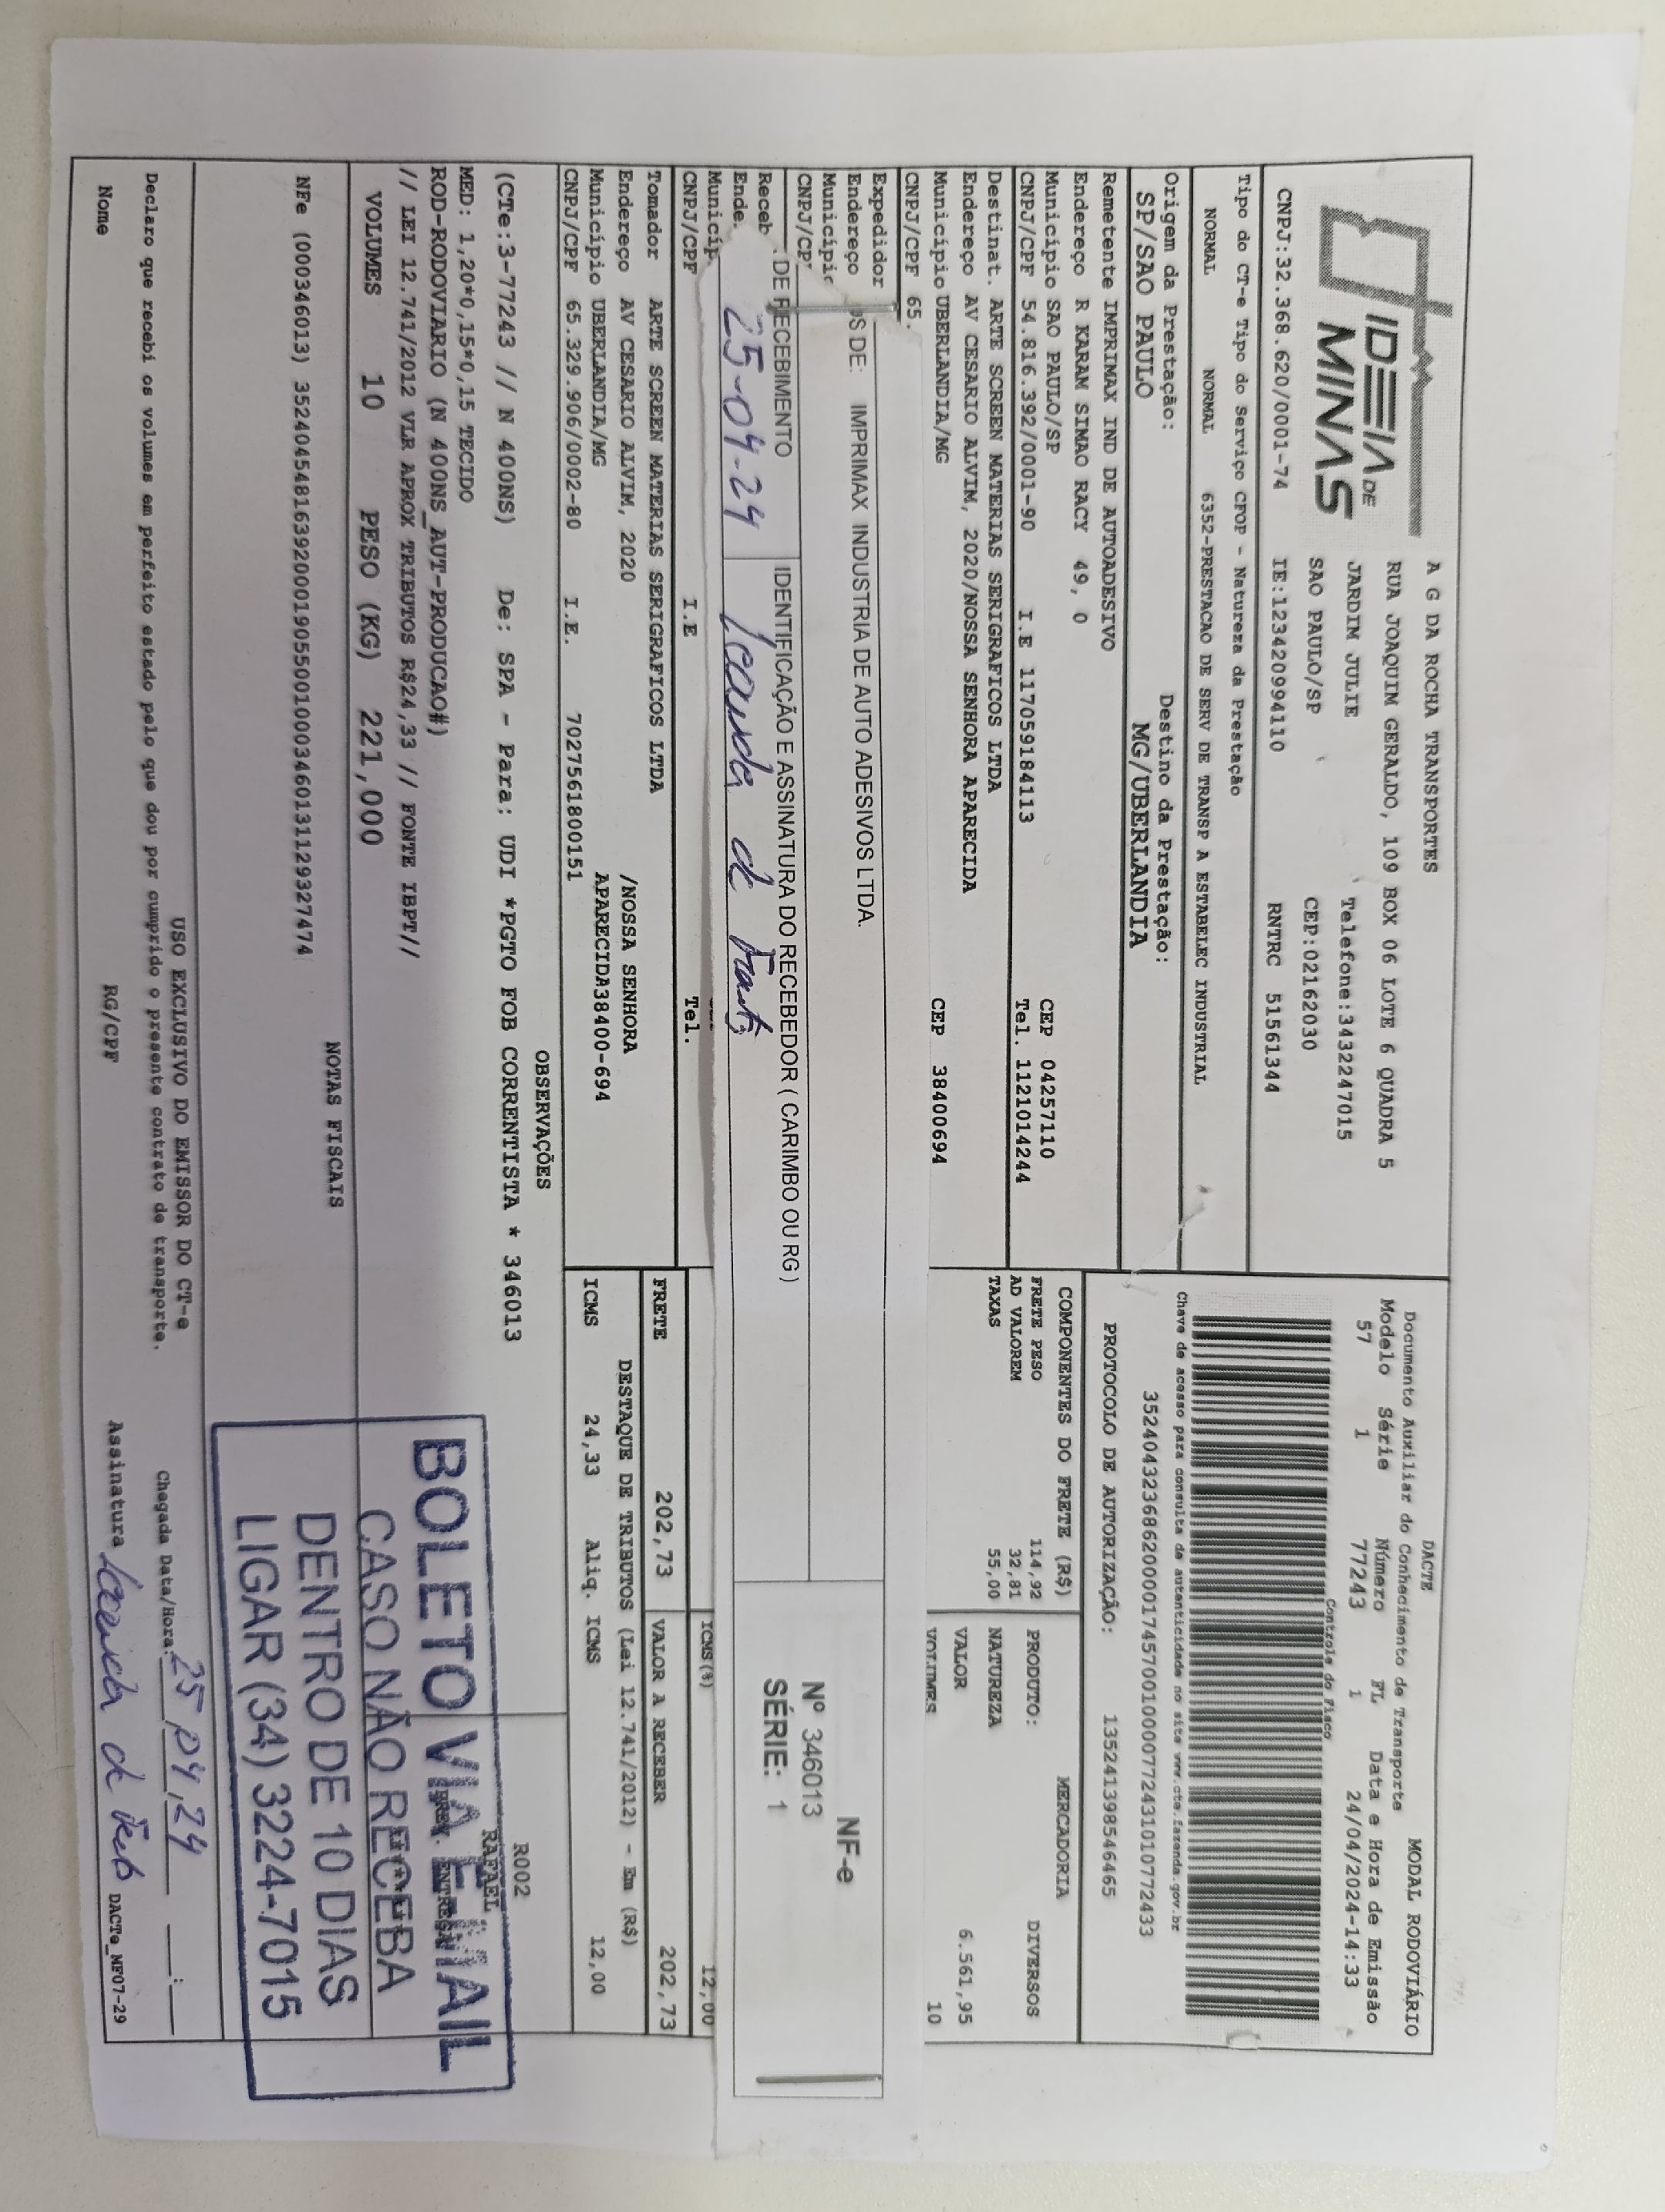 IDEIA DE
MINAS
A G DA ROCHA TRANSPORTES
RUA JOAQUIM GERALDO, 109 BOX 06 LOTE 6 QUADRA 5
JARDIM JULIE Telefone:3432247015
SAO PAULO/SP CEP:02162030
CNPJ:32.368.620/0001-74 IE:123420994110 RNTRC 51561344
Tipo do CT-e Tipo do Serviço CFOP - Natureza da Prestação
NORMAL NORMAL 6352-PRESTACAO DE SERV DE TRANSP A ESTABELEC INDUSTRIAL
Origem da Prestação: Destino da Prestação:
SP/SAO PAULO MG/UBERLANDIA
DACTE MODAL RODOVIÁRIO
Documento Auxiliar do Conhecimento de Transporte
Modelo Série Número FL Data e Hora de Emissão
57 1 77243 1 24/04/2024-14:33
Controle do Fisco
Chave de acesso para consulta de autenticidade no site www.cte.fazenda.gov.br
35240432368620000174570010000772431010772433
PROTOCOLO DE AUTORIZAÇÃO: 135241398546465
Remetente IMPRIMAX IND DE AUTOADESIVO
Endereço R KARAM SIMAO RACY 49, 0
Município SAO PAULO/SP CEP 04257110
CNPJ/CPF 54.816.392/0001-90 I.E 117059184113 Tel. 1121014244
Destinat. ARTE SCREEN MATERIAS SERIGRAFICOS LTDA
Endereço AV CESARIO ALVIM, 2020/NOSSA SENHORA APARECIDA
Município UBERLANDIA/MG CEP 38400694
CNPJ/CPF 65.
COMPONENTES DO FRETE (R$)
FRETE PESO 114,92
AD VALOREM 32,81
TAXAS 55,00
MERCADORIA
PRODUTO: DIVERSOS
NATUREZA
VALOR 6.561,95
VOLUMES 10
Expedidor
Endereço
Município
CNPJ/CP
OS DE: IMPRIMAX INDUSTRIA DE AUTO ADESIVOS LTDA.
DE RECEBIMENTO IDENTIFICAÇÃO E ASSINATURA DO RECEBEDOR ( CARIMBO OU RG)
25-04-24
NF-e
Nº 346013
SÉRIE: 1
Receb
Ende.
Municíp
CNPJ/CPF I.E Tel.
ICMS(%) 12,00
Tomador ARTE SCREEN MATERIAS SERIGRAFICOS LTDA
Endereço AV CESARIO ALVIM, 2020 /NOSSA SENHORA
Município UBERLANDIA/MG APARECIDA38400-694
CNPJ/CPF 65.329.906/0002-80 I.E. 7027561800151
FRETE 202,73 VALOR A RECEBER 202,73
DESTAQUE DE TRIBUTOS (Lei 12.741/2012) - Em (R$)
ICMS 24,33 Aliq. ICMS 12,00
OBSERVAÇÕES
(CTe:3-77243 // N 400NS) De: SPA - Para: UDI *PGTO FOB CORRENTISTA * 346013
MED: 1,20*0,15*0,15 TECIDO
ROD-RODOVIARIO (N 400NS_AUT-PRODUCAO#)
// LEI 12.741/2012 VLR APROX TRIBUTOS R$24,33 // FONTE IBPT//
VOLUMES 10 PESO (KG) 221,000
R002
RAFAEL
PREV. ENTREGA
NOTAS FISCAIS
NFe (000346013) 35240454816392000190550010003460131129327474
BOLETO VIA E-MAIL
CASO NÃO RECEBA
DENTRO DE 10 DIAS
LIGAR (34) 3224-7015
USO EXCLUSIVO DO EMISSOR DO CT-e
Declaro que recebi os volumes em perfeito estado pelo que dou por cumprido o presente contrato de transporte.
Chegada Data/Hora: 25/04/24 __:__
Nome RG/CPF Assinatura
DACTe_NF07-29